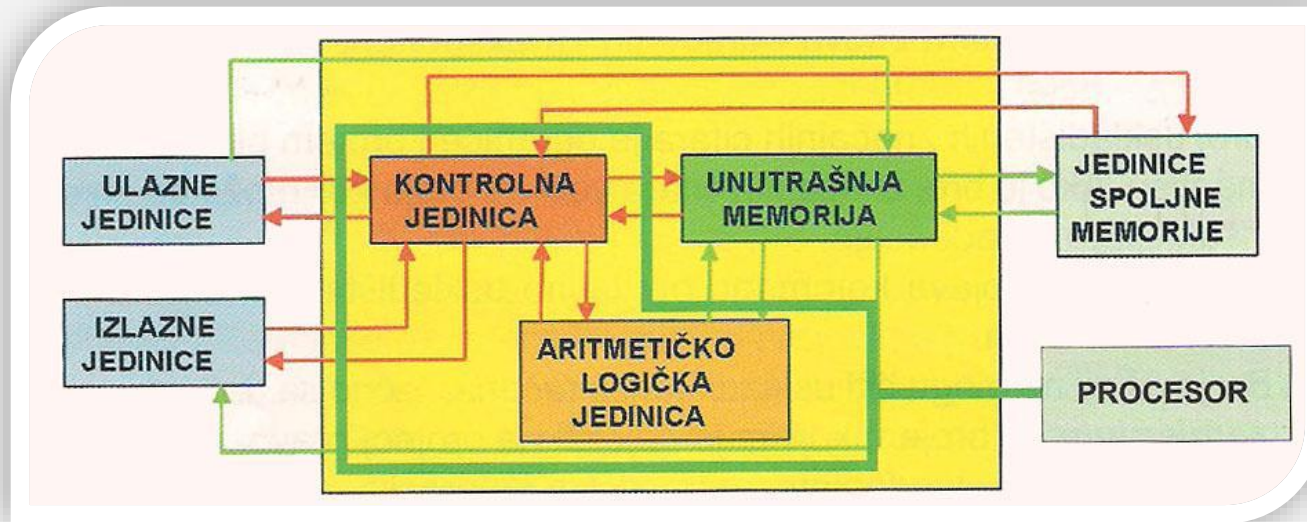 ULAZNE
JEDINICE
KONTROLNA
JEDINICA
UNUTRAŠNJA
MEMORIJA
JEDINICE
SPOLJNE
MEMORIJE
IZLAZNE
JEDINICE
ARITMETIČKO
LOGIČKA
JEDINICA
PROCESOR